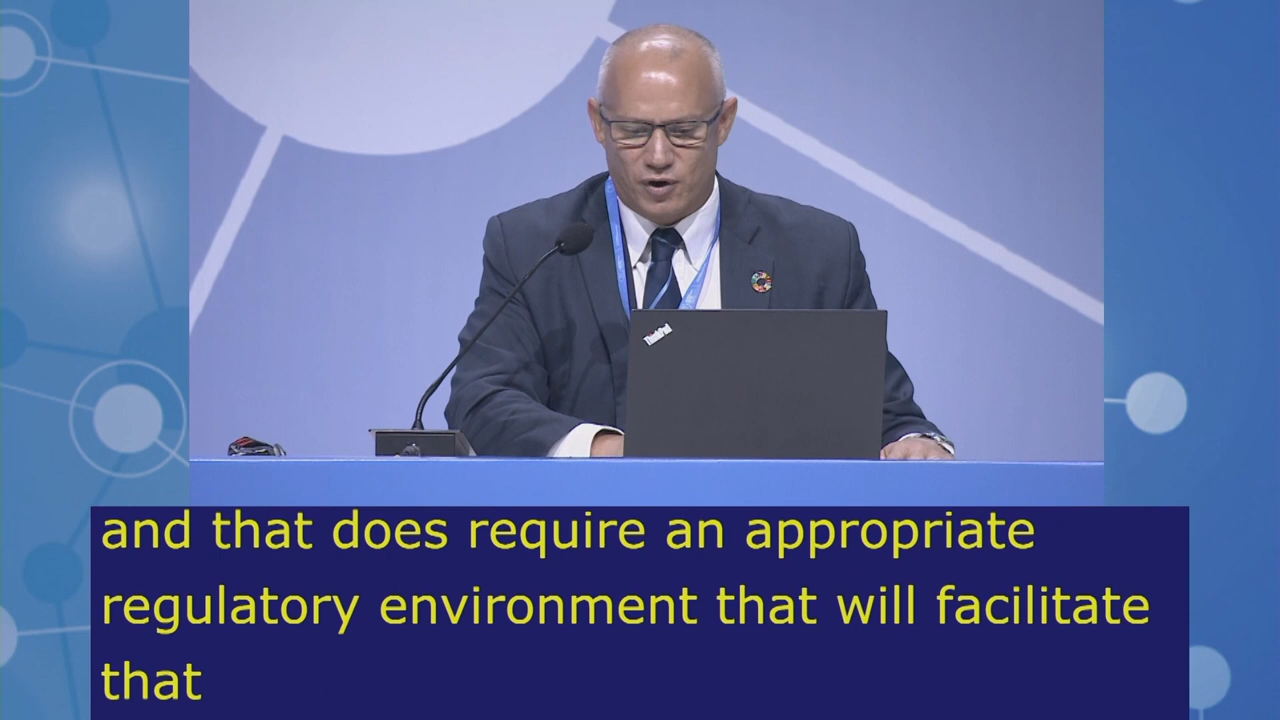 ThinkPad
and that does require an appropriate
regulatory environment that will facilitate
that